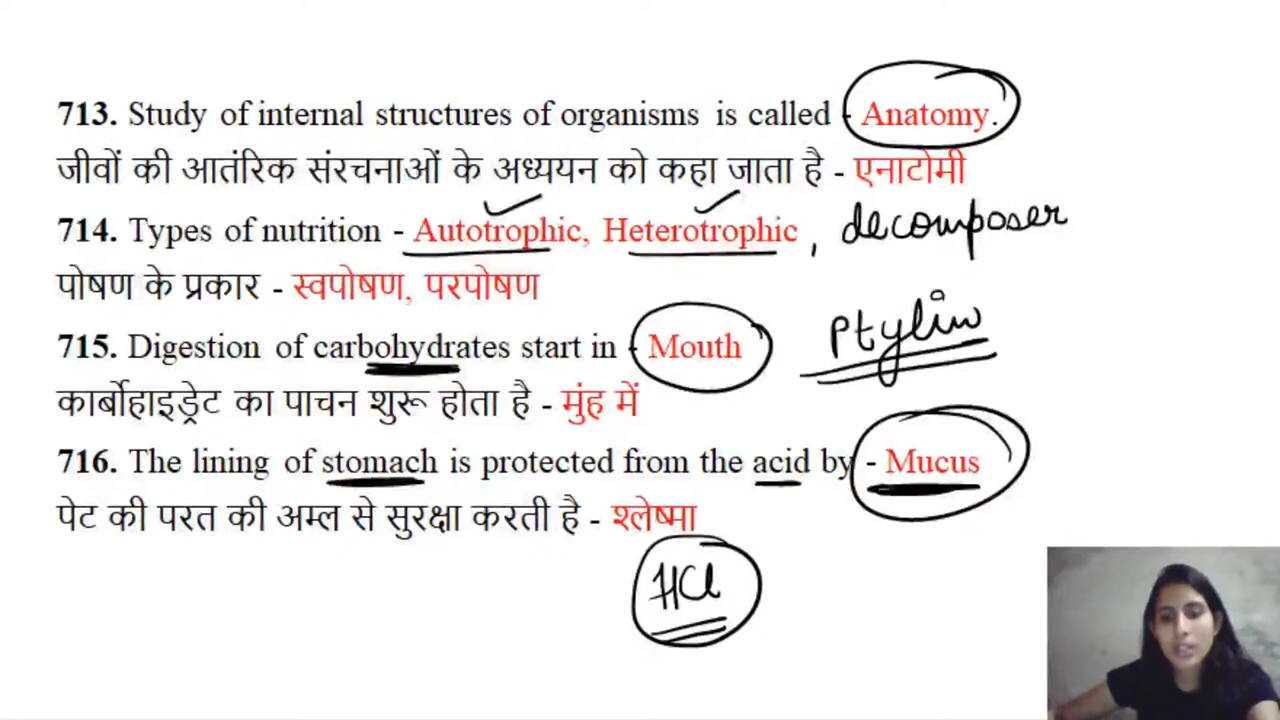 713. Study of internal structures of organisms is called - Anatomy.
जीवों की आतंरिक संरचनाओं के अध्ययन को कहा जाता है - एनाटोमी
714. Types of nutrition - Autotrophic, Heterotrophic , decomposer
पोषण के प्रकार - स्वपोषण, परपोषण
715. Digestion of carbohydrates start in - Mouth Ptylin
कार्बोहाइड्रेट का पाचन शुरू होता है - मुंह में
716. The lining of stomach is protected from the acid by - Mucus
पेट की परत की अम्ल से सुरक्षा करती है - श्लेष्मा
HCl